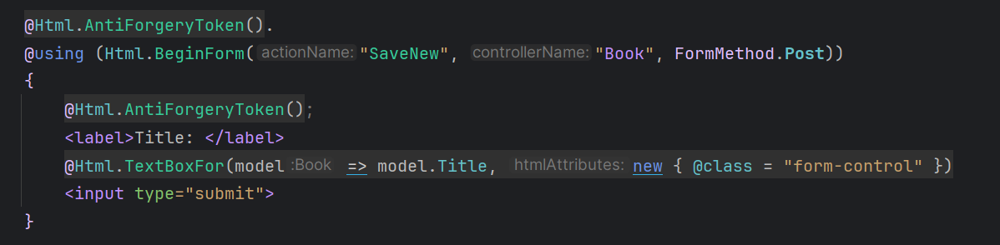 @Html.AntiForgeryToken().
@using (Html.BeginForm(actionName:"SaveNew", controllerName:"Book", FormMethod.Post))
{
@Html.AntiForgeryToken();
<label>Title: </label>
@Html.TextBoxFor(model:Book => model.Title, htmlAttributes:new { @class = "form-control" })
<input type="submit">
}